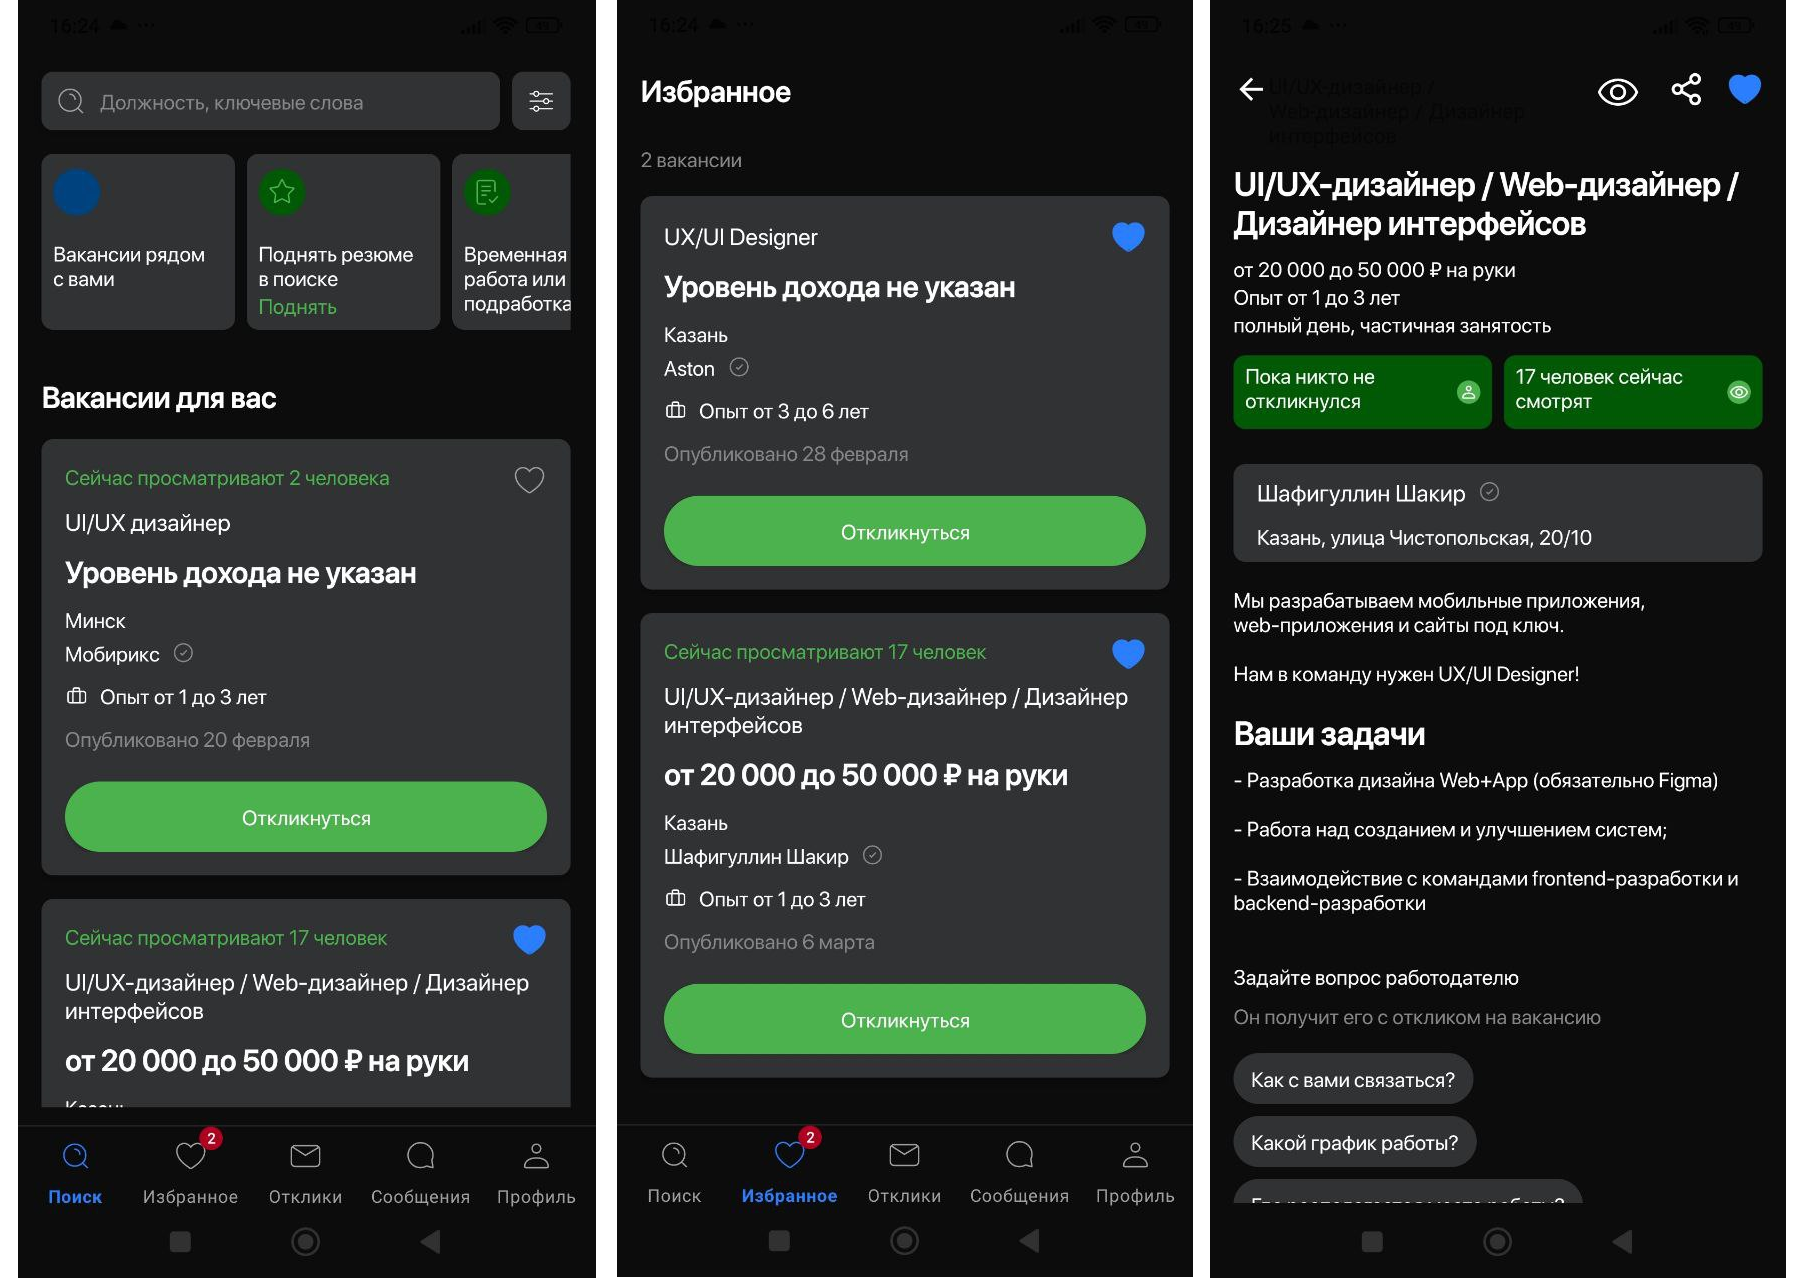 16:24
Должность, ключевые слова
Вакансии рядом
с вами
Поднять резюме
в поиске
Поднять
Временная
работа или
подработка
Вакансии для вас
Сейчас просматривают 2 человека
UI/UX дизайнер
Уровень дохода не указан
Минск
Мобирикс
Опыт от 1 до 3 лет
Опубликовано 20 февраля
Откликнуться
Сейчас просматривают 17 человек
UI/UX-дизайнер / Web-дизайнер / Дизайнер
интерфейсов
от 20 000 до 50 000 ₽ на руки
Казань
2
Поиск
Избранное
Отклики
Сообщения
Профиль
16:24
Избранное
2 вакансии
UX/UI Designer
Уровень дохода не указан
Казань
Aston
Опыт от 3 до 6 лет
Опубликовано 28 февраля
Откликнуться
Сейчас просматривают 17 человек
UI/UX-дизайнер / Web-дизайнер / Дизайнер
интерфейсов
от 20 000 до 50 000 ₽ на руки
Казань
Шафигуллин Шакир
Опыт от 1 до 3 лет
Опубликовано 6 марта
Откликнуться
2
Поиск
Избранное
Отклики
Сообщения
Профиль
16:25
UI/UX-дизайнер /
Web-дизайнер / Дизайнер
интерфейсов
UI/UX-дизайнер / Web-дизайнер /
Дизайнер интерфейсов
от 20 000 до 50 000 ₽ на руки
Опыт от 1 до 3 лет
полный день, частичная занятость
Пока никто не
откликнулся
17 человек сейчас
смотрят
Шафигуллин Шакир
Казань, улица Чистопольская, 20/10
Мы разрабатываем мобильные приложения,
web-приложения и сайты под ключ.
Нам в команду нужен UX/UI Designer!
Ваши задачи
- Разработка дизайна Web+App (обязательно Figma)
- Работа над созданием и улучшением систем;
- Взаимодействие с командами frontend-разработки и
backend-разработки
Задайте вопрос работодателю
Он получит его с откликом на вакансию
Как с вами связаться?
Какой график работы?